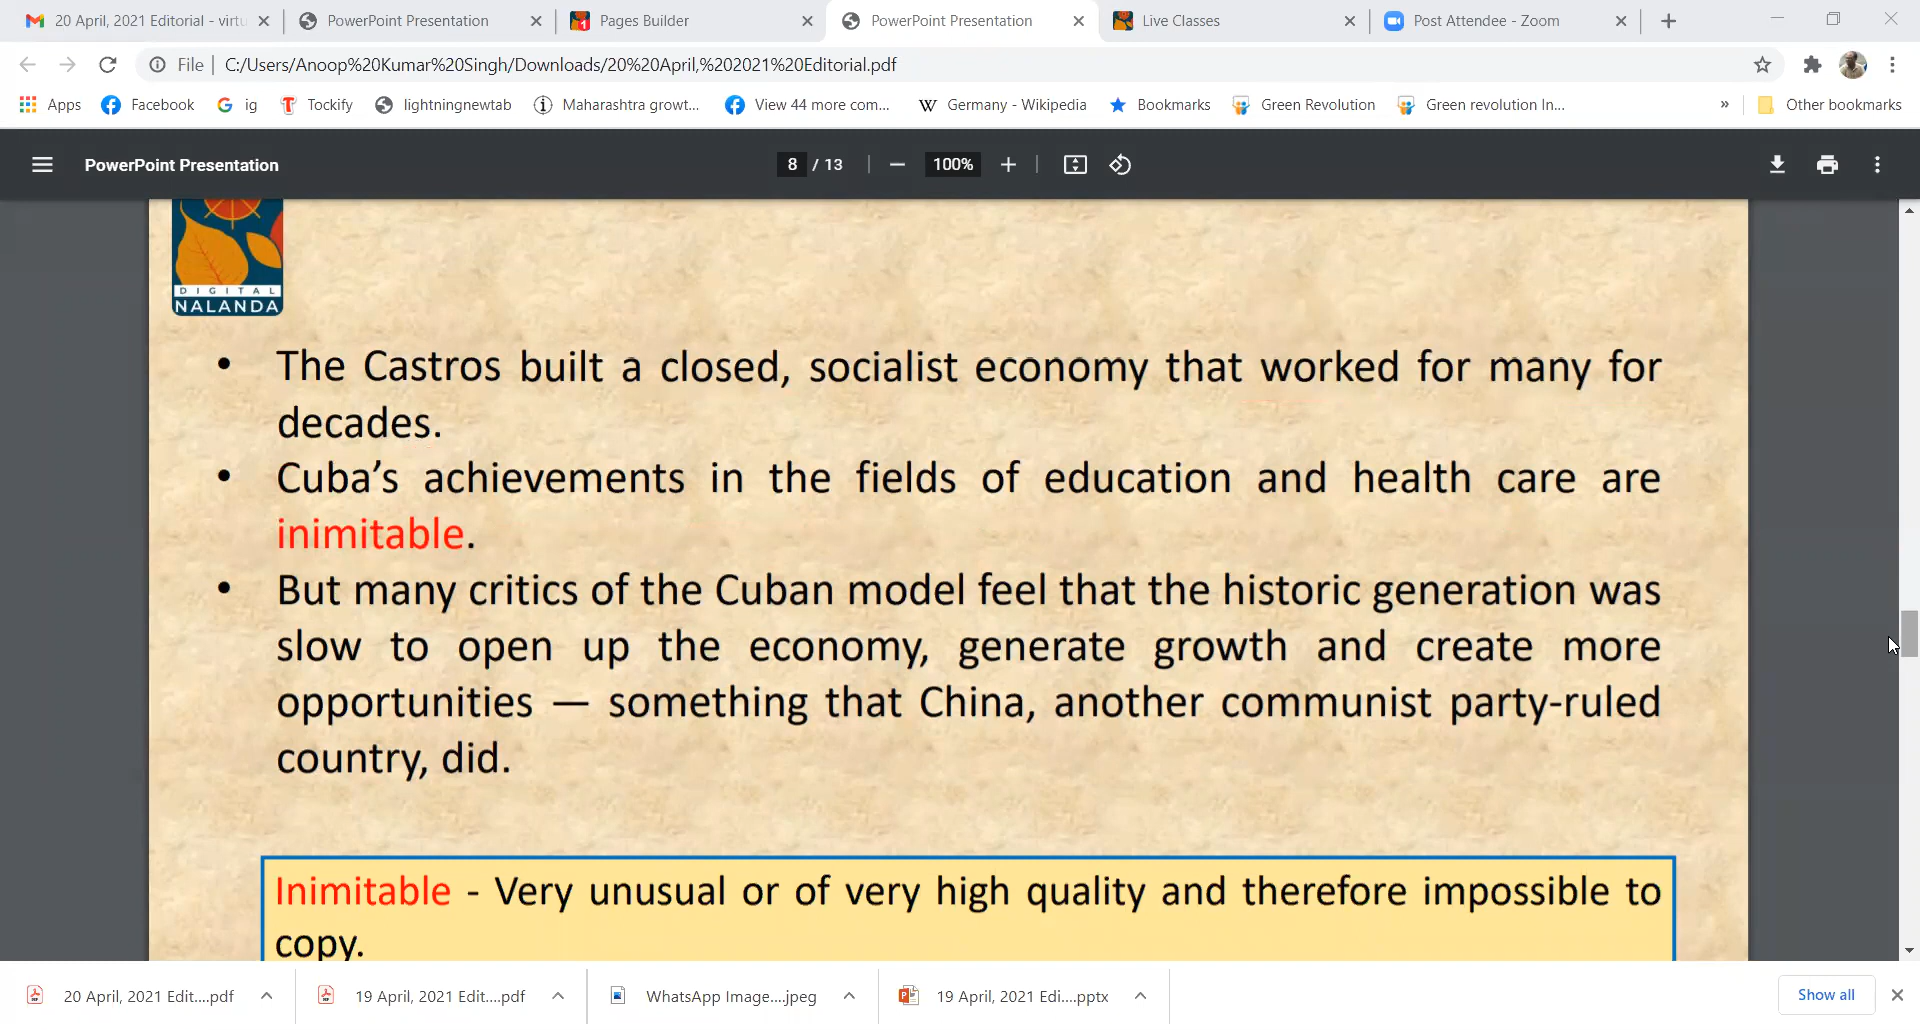 20 April, 2021 Editorial - virtu
PowerPoint Presentation
Pages Builder
PowerPoint Presentation
Live Classes
Post Attendee - Zoom
File | C:/Users/Anoop%20Kumar%20Singh/Downloads/20%20April,%202021%20Editorial.pdf
Apps Facebook ig Tockify lightningnewtab Maharashtra growt... View 44 more com... Germany - Wikipedia Bookmarks Green Revolution Green revolution In... » Other bookmarks
PowerPoint Presentation 8 / 13 100%
DIGITAL
NALANDA
• The Castros built a closed, socialist economy that worked for many for
decades.
• Cuba’s achievements in the fields of education and health care are
inimitable.
• But many critics of the Cuban model feel that the historic generation was
slow to open up the economy, generate growth and create more
opportunities — something that China, another communist party-ruled
country, did.
Inimitable - Very unusual or of very high quality and therefore impossible to
copy.
20 April, 2021 Edit....pdf 19 April, 2021 Edit....pdf WhatsApp Image....jpeg 19 April, 2021 Edi....pptx Show all